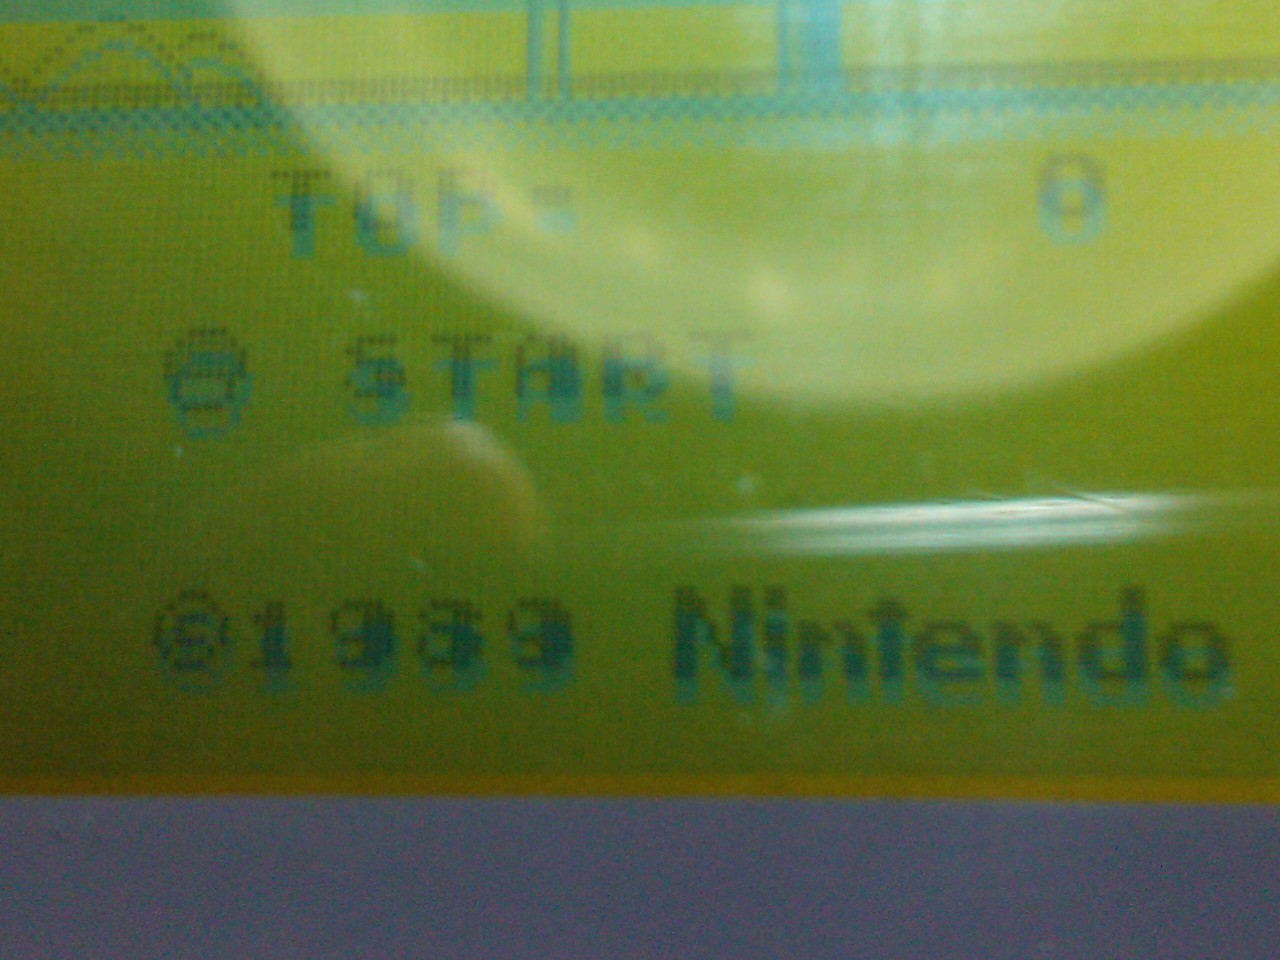 TOP- 0
START
©1989 Nintendo